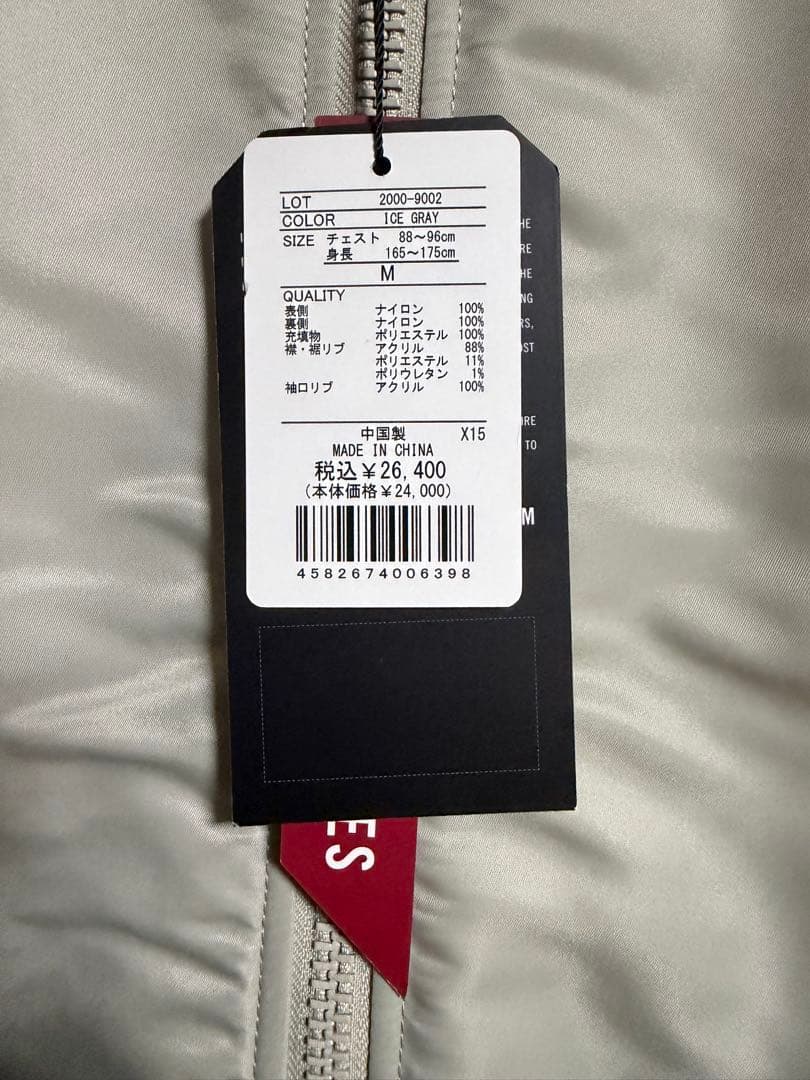 LOT 2000-9002
COLOR ICE GRAY
SIZE チェスト 88～96cm
身長 165～175cm
M
QUALITY
表側 ナイロン 100%
裏側 ナイロン 100%
充填物 ポリエステル 100%
襟・裾リブ アクリル 88%
ポリエステル 11%
ポリウレタン 1%
袖口リブ アクリル 100%
中国製 X15
MADE IN CHINA
税込￥26,400
(本体価格￥24,000)
4582674006398
TO
M
ES